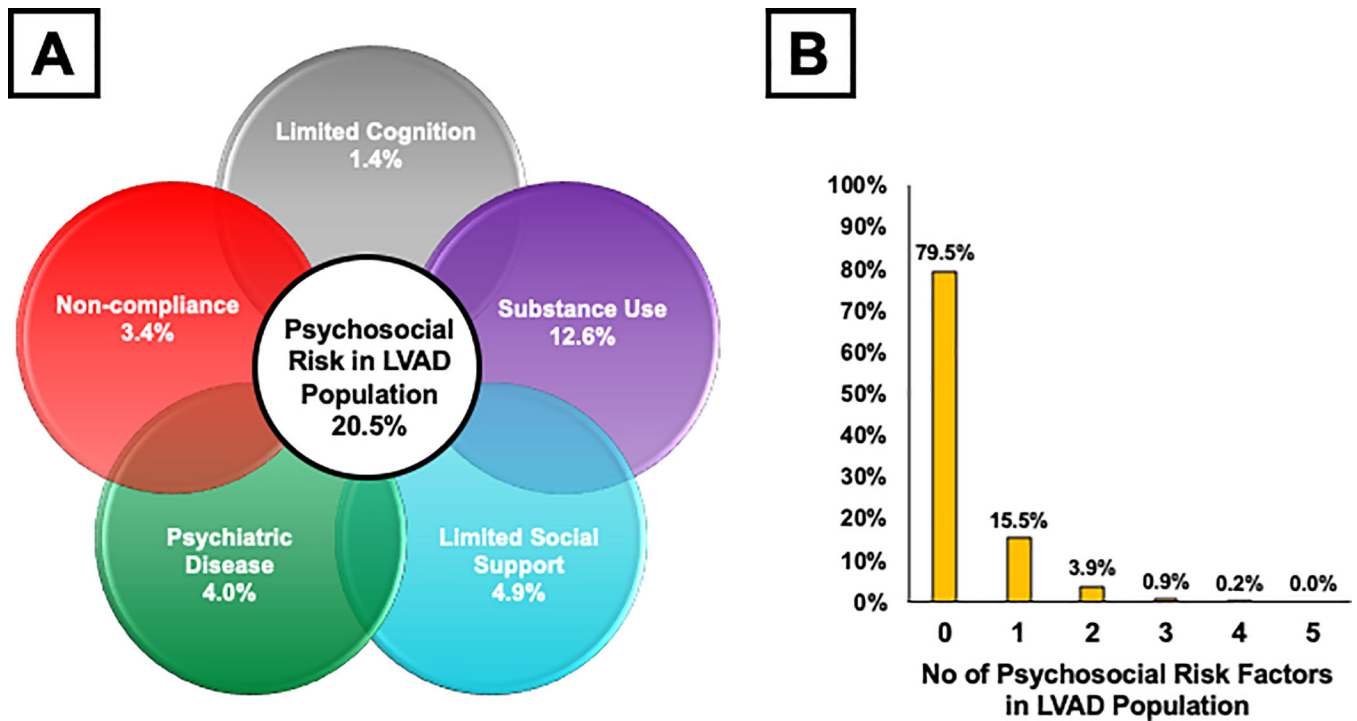 A
Limited Cognition
1.4%
Non-compliance
3.4%
Substance Use
12.6%
Psychosocial
Risk in LVAD
Population
20.5%
Psychiatric
Disease
4.0%
Limited Social
Support
4.9%
B
100%
90%
80%
70%
60%
50%
40%
30%
20%
10%
0%
79.5%
15.5%
3.9%
0.9%
0.2%
0.0%
0 1 2 3 4 5
No of Psychosocial Risk Factors
in LVAD Population